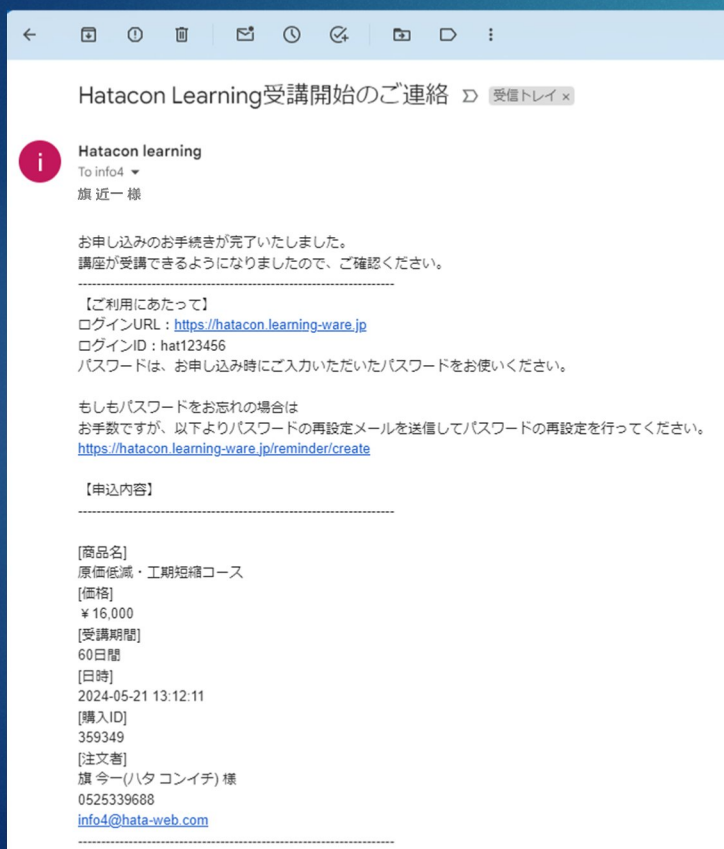 Hatacon Learning受講開始のご連絡
受信トレイ ×
i
Hatacon learning
To info4
旗 近一 様
お申し込みのお手続きが完了いたしました。
講座が受講できるようになりましたので、ご確認ください。
--------------------------------------------------------------------------------
【ご利用にあたって】
ログインURL：https://hatacon.learning-ware.jp
ログインID：hat123456
パスワードは、お申し込み時にご入力いただいたパスワードをお使いください。
もしもパスワードをお忘れの場合は
お手数ですが、以下よりパスワードの再設定メールを送信してパスワードの再設定を行ってください。
https://hatacon.learning-ware.jp/reminder/create
【申込内容】
--------------------------------------------------------------------------------
[商品名]
原価低減・工期短縮コース
[価格]
￥16,000
[受講期間]
60日間
[日時]
2024-05-21 13:12:11
[購入ID]
359349
[注文者]
旗 今一(ハタ コンイチ) 様
0525339688
info4@hata-web.com
--------------------------------------------------------------------------------